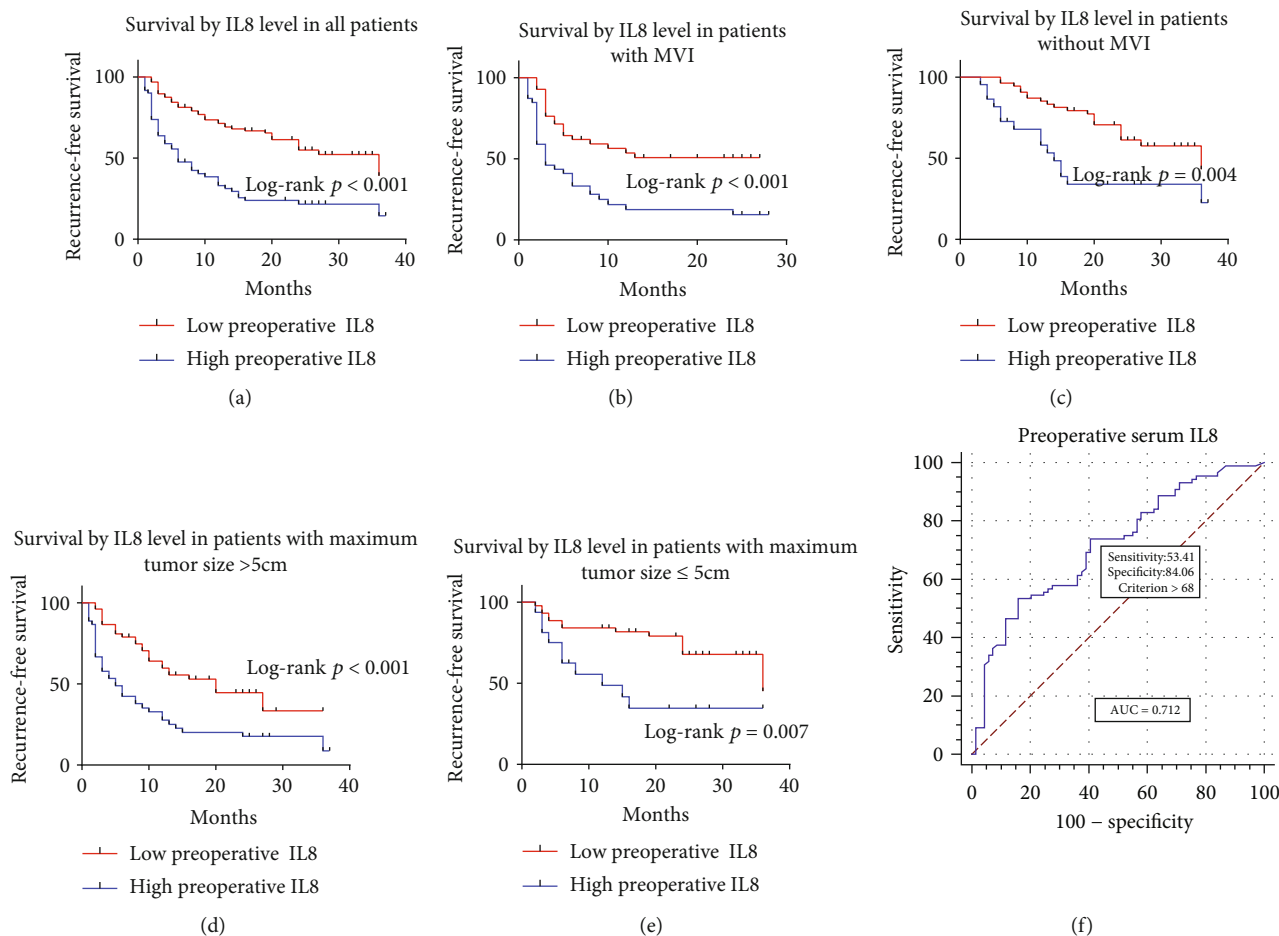 Survival by IL8 level in all patients
Recurrence-free survival
100
50
0
Log-rank p < 0.001
0 10 20 30 40
Months
Low preoperative IL8
High preoperative IL8
(a)
Survival by IL8 level in patients
with MVI
Recurrence-free survival
100
50
0
Log-rank p < 0.001
0 10 20 30
Months
Low preoperative IL8
High preoperative IL8
(b)
Survival by IL8 level in patients
without MVI
Recurrence-free survival
100
50
0
Log-rank p = 0.004
0 10 20 30 40
Months
Low preoperative IL8
High preoperative IL8
(c)
Survival by IL8 level in patients with maximum
tumor size >5cm
Recurrence-free survival
100
50
0
Log-rank p < 0.001
0 10 20 30 40
Months
Low preoperative IL8
High preoperative IL8
(d)
Survival by IL8 level in patients with maximum
tumor size ≤ 5cm
Recurrence-free survival
100
50
0
Log-rank p = 0.007
0 10 20 30 40
Months
Low preoperative IL8
High preoperative IL8
(e)
Preoperative serum IL8
Sensitivity
100
80
60
40
20
0
Sensitivity:53.41
Specificity:84.06
Criterion > 68
AUC = 0.712
0 20 40 60 80 100
100 − specificity
(f)